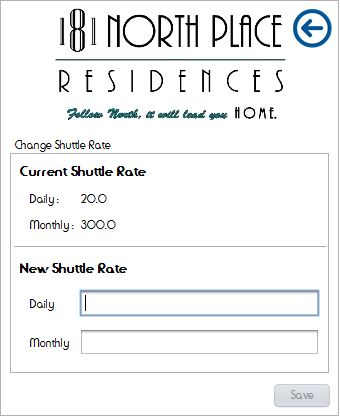 181 NORTH PLACE
RESIDENCES
Follow North, it will lead you HOME.
Change Shuttle Rate
Current Shuttle Rate
Daily : 20.0
Monthly : 300.0
New Shuttle Rate
Daily
Monthly
Save